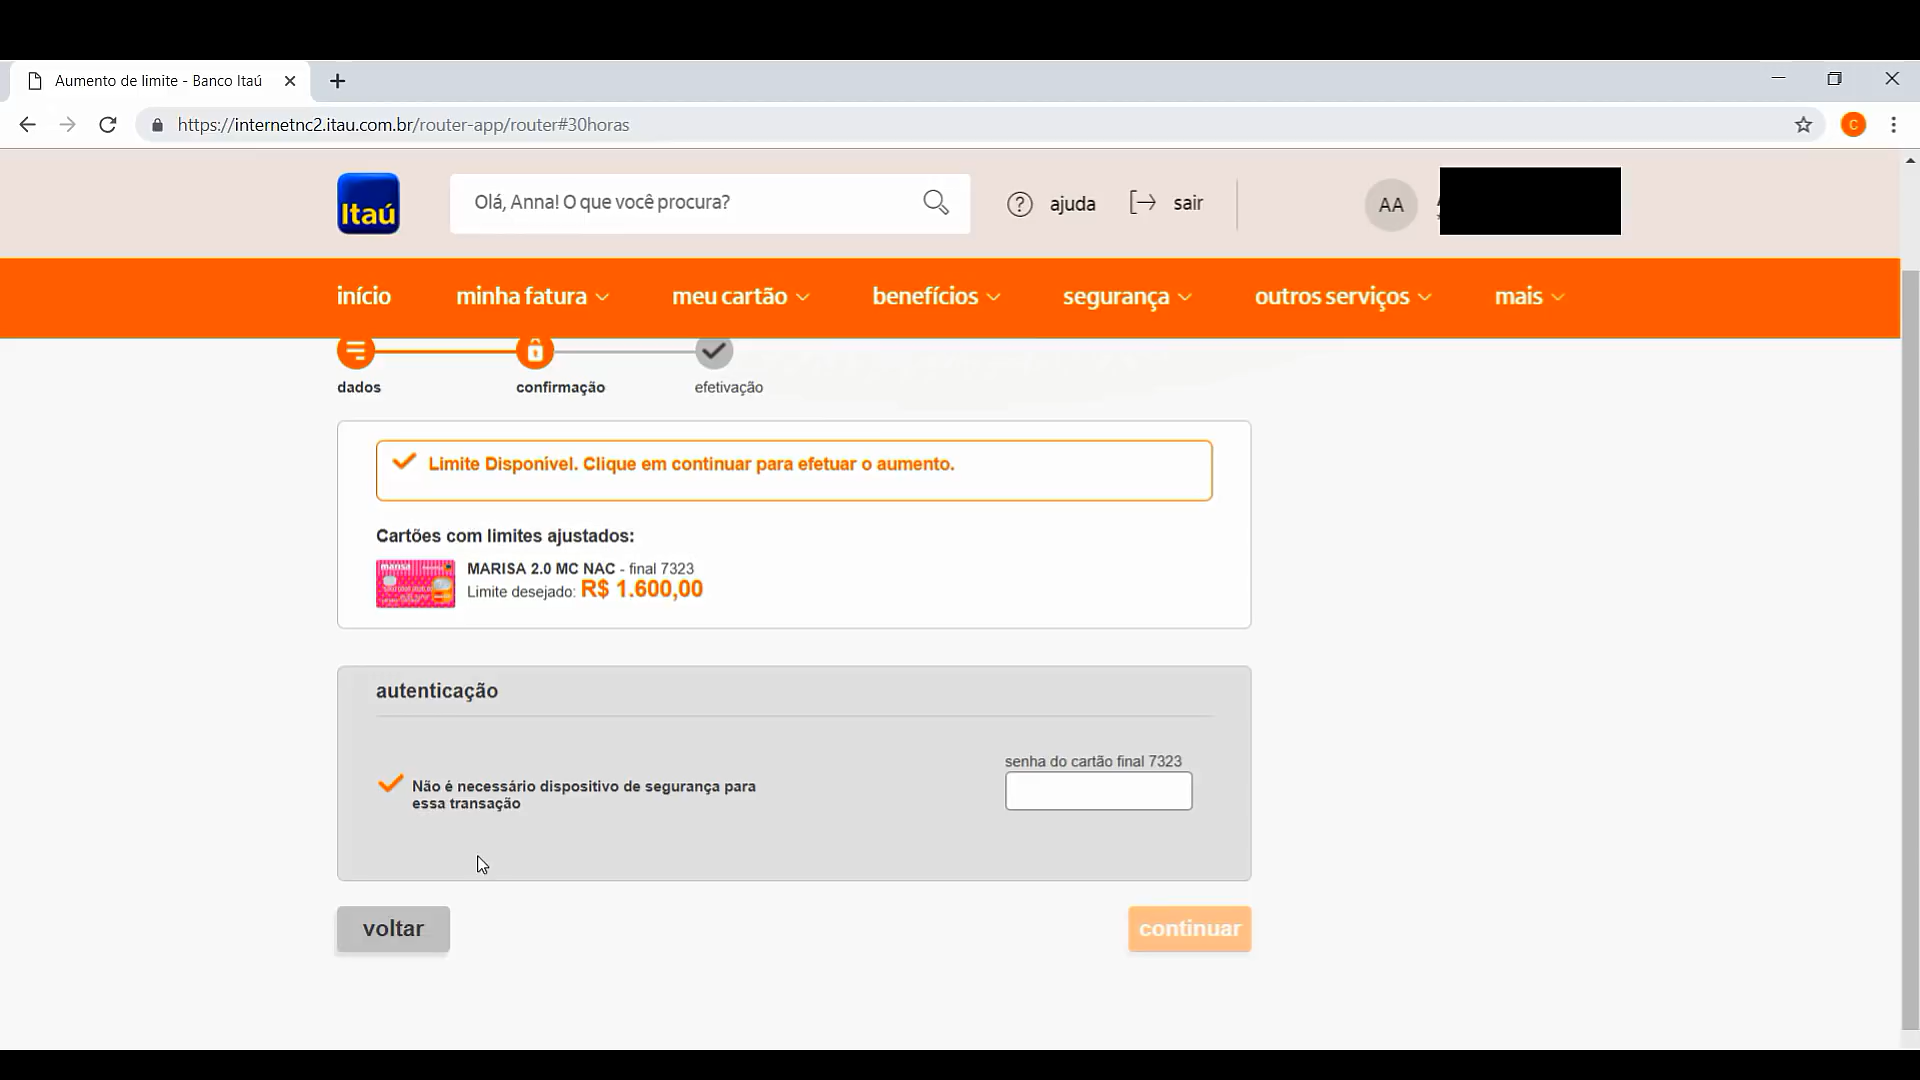 Aumento de limite - Banco Itaú
https://internetnc2.itau.com.br/router-app/router#30horas
C
Itaú
Olá, Anna! O que você procura?
? ajuda
sair
AA
início
minha fatura
meu cartão
benefícios
segurança
outros serviços
mais
dados
confirmação
efetivação
Limite Disponível. Clique em continuar para efetuar o aumento.
Cartões com limites ajustados:
marisa
MARISA 2.0 MC NAC - final 7323
Limite desejado: R$ 1.600,00
autenticação
senha do cartão final 7323
Não é necessário dispositivo de segurança para
essa transação
voltar
continuar